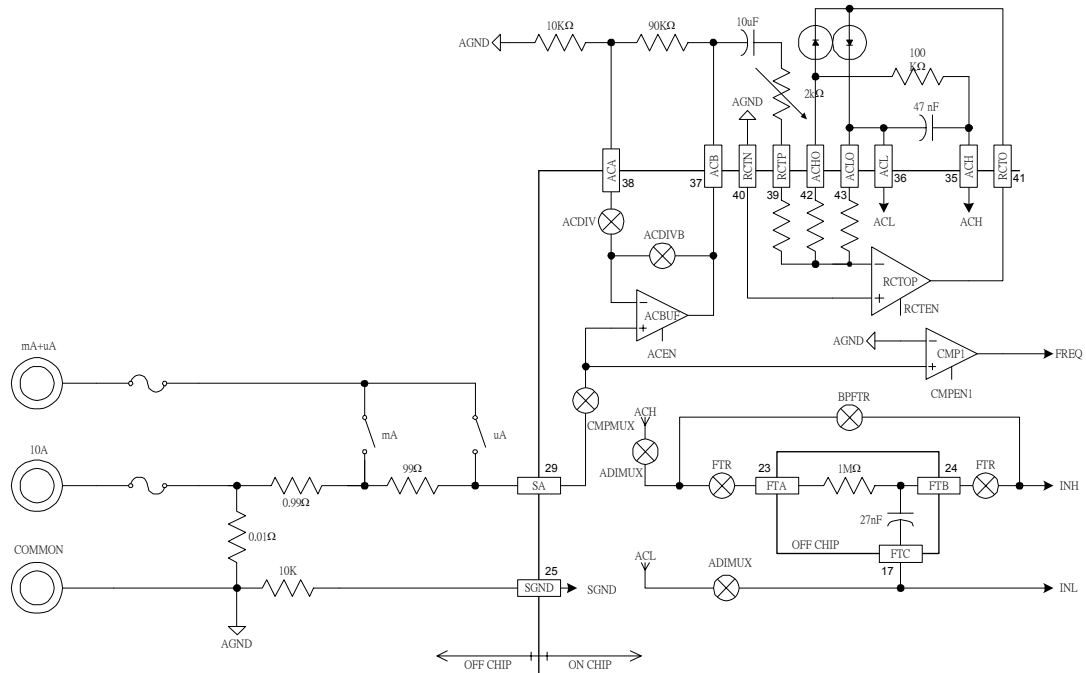 10KΩ
90KΩ
10uF
AGND
100
KΩ
2kΩ
AGND
47 nF
ACA
ACB
RCTN
RCTP
ACHO
ACLO
ACL
ACH
RCTO
38
37
40
39
42
43
36
35
41
ACDIV
ACDIVB
ACL
ACH
RCTOP
RCTEN
ACBUF
ACEN
AGND
CMP1
FREQ
CMPEN1
mA+uA
10A
COMMON
mA
uA
99Ω
0.99Ω
0.01Ω
10K
AGND
29
SA
25
SGND
SGND
CMPMUX
ACH
ADIMUX
BPFTR
FTR
23
FTA
1MΩ
24
FTB
FTR
INH
27nF
OFF CHIP
FTC
17
ACL
ADIMUX
INL
OFF CHIP
ON CHIP